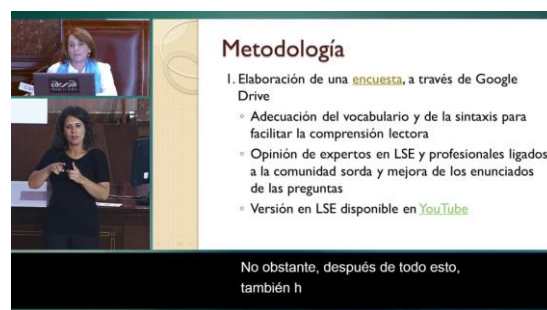 Metodología
1. Elaboración de una encuesta, a través de Google
Drive
Adecuación del vocabulario y de la sintaxis para
facilitar la comprensión lectora
Opinión de expertos en LSE y profesionales ligados
a la comunidad sorda y mejora de los enunciados
de las preguntas
Versión en LSE disponible en YouTube
No obstante, después de todo esto,
también h